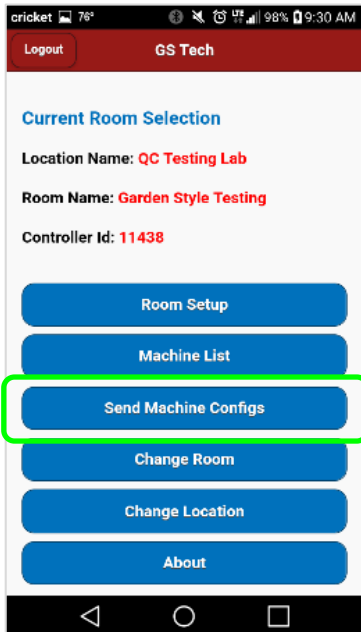 cricket 76° LTE 98% 9:30 AM
Logout GS Tech
Current Room Selection
Location Name: QC Testing Lab
Room Name: Garden Style Testing
Controller Id: 11438
Room Setup
Machine List
Send Machine Configs
Change Room
Change Location
About